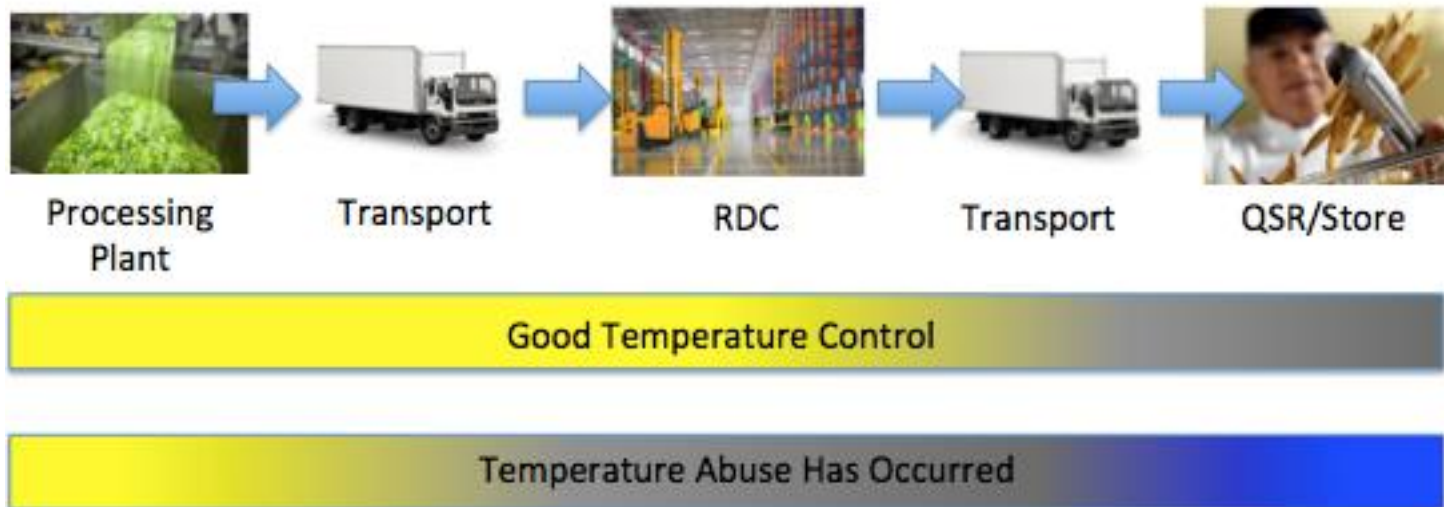 Processing
Plant
Transport
RDC
Transport
QSR/Store
Good Temperature Control
Temperature Abuse Has Occurred